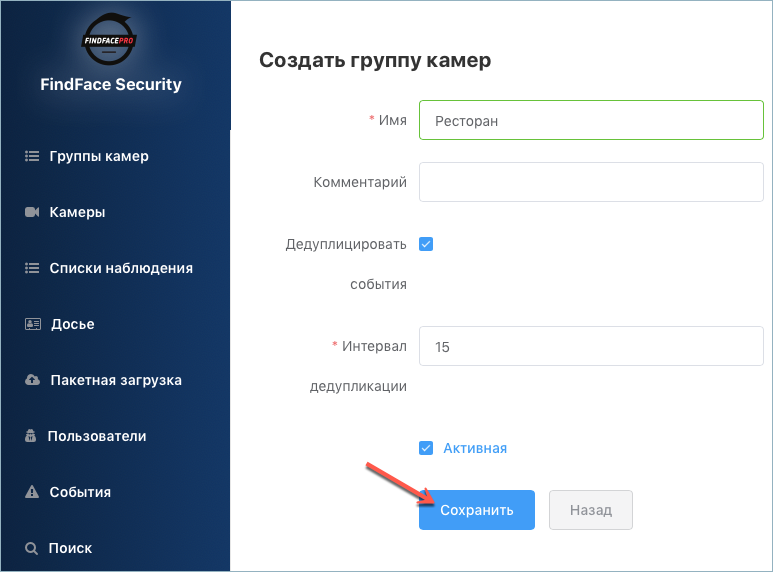 FINDFACEPRO
FindFace Security
Группы камер
Камеры
Списки наблюдения
Досье
Пакетная загрузка
Пользователи
События
Поиск
Создать группу камер
* Имя
Ресторан
Комментарий
Дедуплицировать
события
* Интервал
15
дедупликации
Активная
Сохранить
Назад